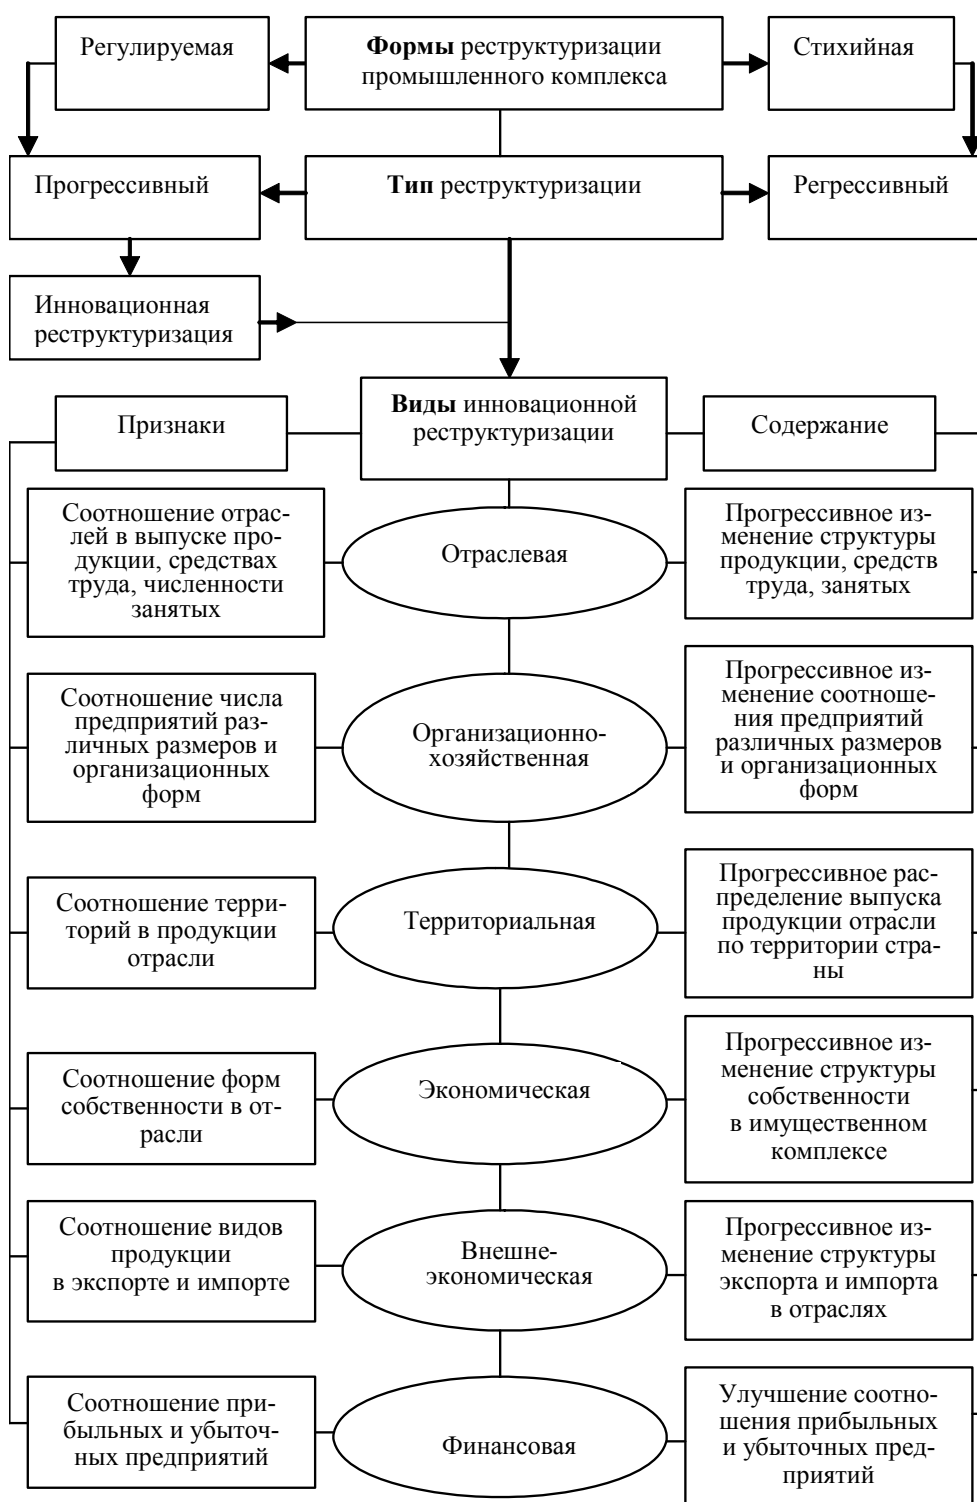 Регулируемая
Формы реструктуризации
промышленного комплекса
Стихийная
Прогрессивный
Тип реструктуризации
Регрессивный
Инновационная
реструктуризация
Признаки
Виды инновационной
реструктуризации
Содержание
Соотношение отрас-
лей в выпуске про-
дукции, средствах
труда, численности
занятых
Отраслевая
Прогрессивное из-
менение структуры
продукции, средств
труда, занятых
Соотношение числа
предприятий раз-
личных размеров и
организационных
форм
Организационно-
хозяйственная
Прогрессивное из-
менение соотноше-
ния предприятий
различных размеров
и организационных
форм
Соотношение терри-
торий в продукции
отрасли
Территориальная
Прогрессивное рас-
пределение выпуска
продукции отрасли
по территории стра-
ны
Соотношение форм
собственности в от-
расли
Экономическая
Прогрессивное из-
менение структуры
собственности
в имущественном
комплексе
Соотношение видов
продукции
в экспорте и импорте
Внешне-
экономическая
Прогрессивное из-
менение структуры
экспорта и импорта
в отраслях
Соотношение при-
быльных и убыточ-
ных предприятий
Финансовая
Улучшение соотно-
шения прибыльных
и убыточных пред-
приятий